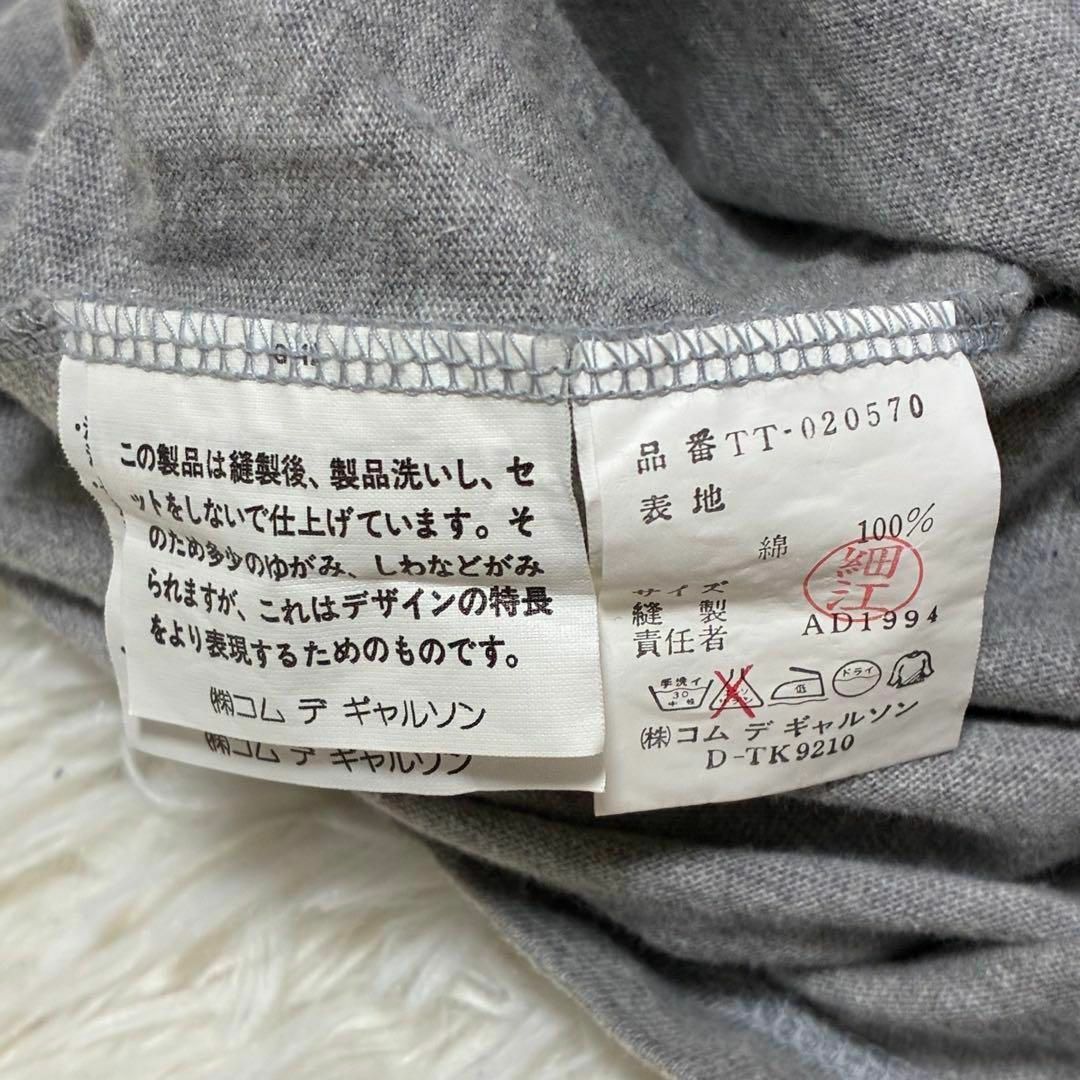 この製品は縫製後、製品洗いし、セ
ットをしないで仕上げています。そ
のため多少のゆがみ、しわなどがみ
られますが、これはデザインの特長
をより表現するためのものです。
㈱コム デ ギャルソン
㈱コム デ ギャルソン
品番TT-020570
表地
綿 100%
細江
サイズ
縫製
責任者 AD1994
手洗イ
30
中性
低
ドライ
㈱コム デ ギャルソン
D-TK9210